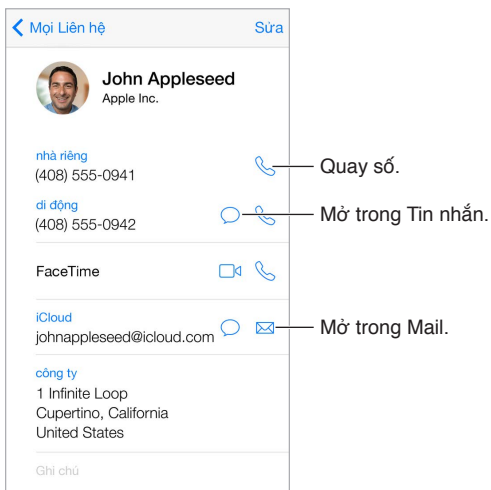 Mọi Liên hệ
Sửa
John Appleseed
Apple Inc.
nhà riêng
(408) 555-0941
Quay số.
di động
(408) 555-0942
Mở trong Tin nhắn.
FaceTime
iCloud
johnappleseed@icloud.com
Mở trong Mail.
công ty
1 Infinite Loop
Cupertino, California
United States
Ghi chú